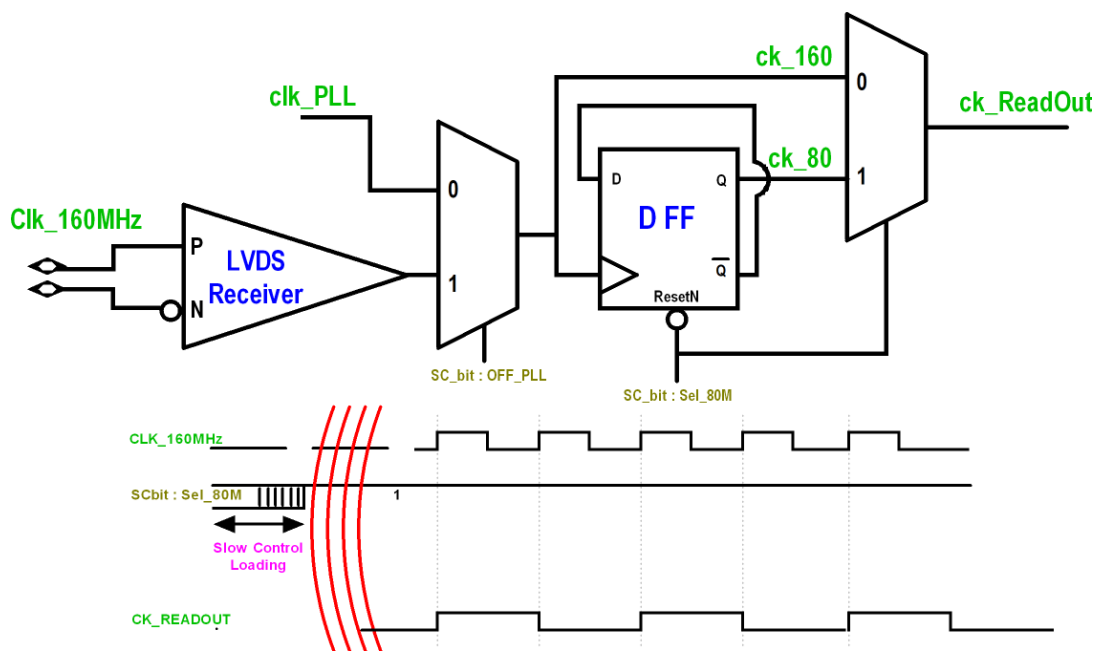 ck_160
0
clk_PLL
ck_ReadOut
ck_80
1
D
Q
0
D FF
Clk_160MHz
P
LVDS
Receiver
N
1
Q
ResetN
SC_bit : OFF_PLL
SC_bit : Sel_80M
CLK_160MHz
SCbit : Sel_80M
1
Slow Control
Loading
CK_READOUT